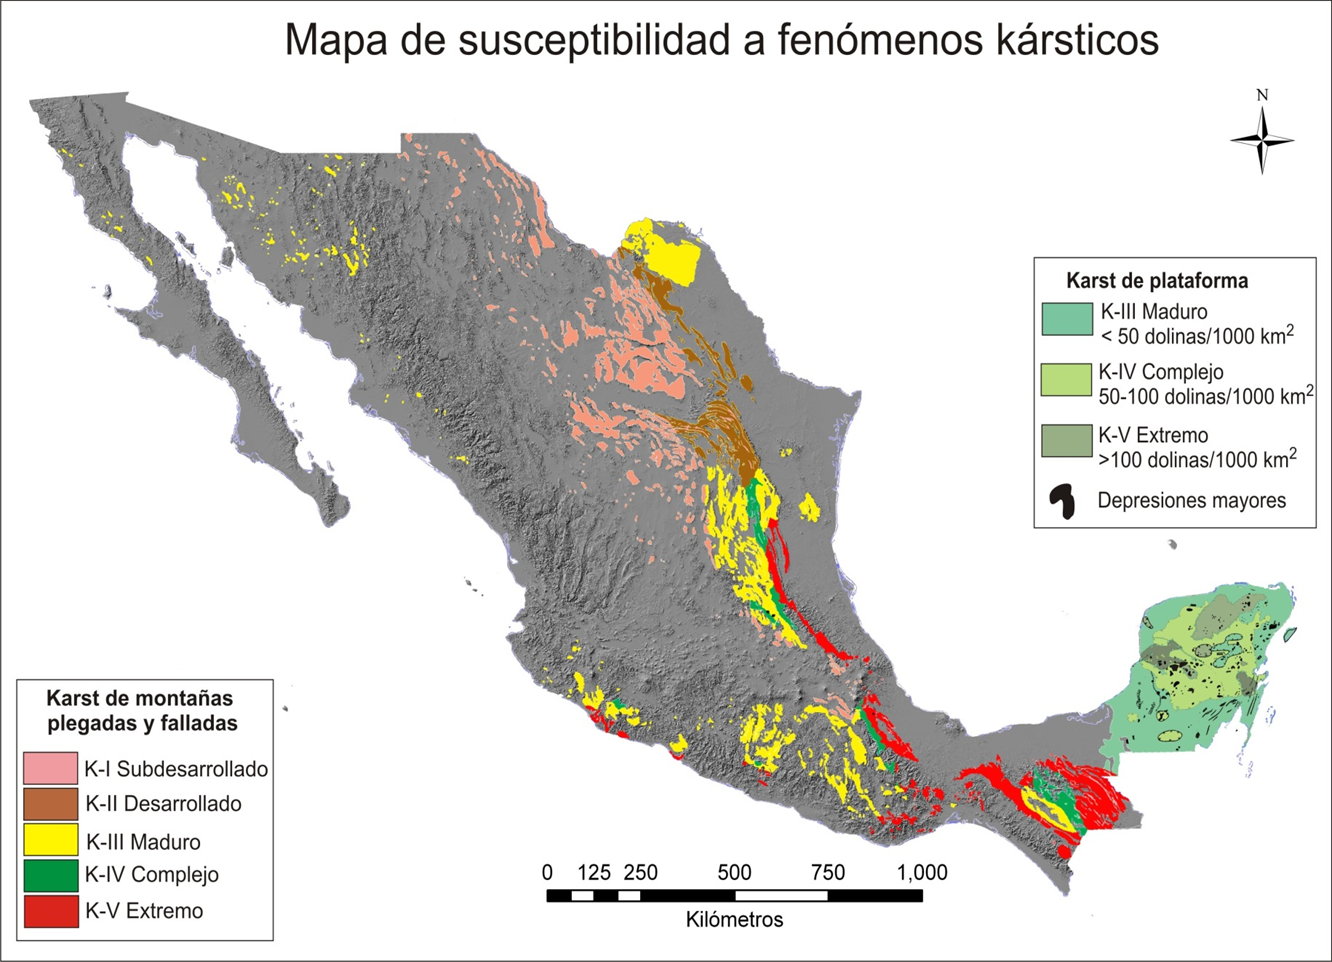 Mapa de susceptibilidad a fenómenos kársticos
N
Karst de plataforma
K-III Maduro
< 50 dolinas/1000 km²
K-IV Complejo
50-100 dolinas/1000 km²
K-V Extremo
>100 dolinas/1000 km²
Depresiones mayores
Karst de montañas
plegadas y falladas
K-I Subdesarrollado
K-II Desarrollado
K-III Maduro
K-IV Complejo
K-V Extremo
0 125 250 500 750 1,000
Kilómetros